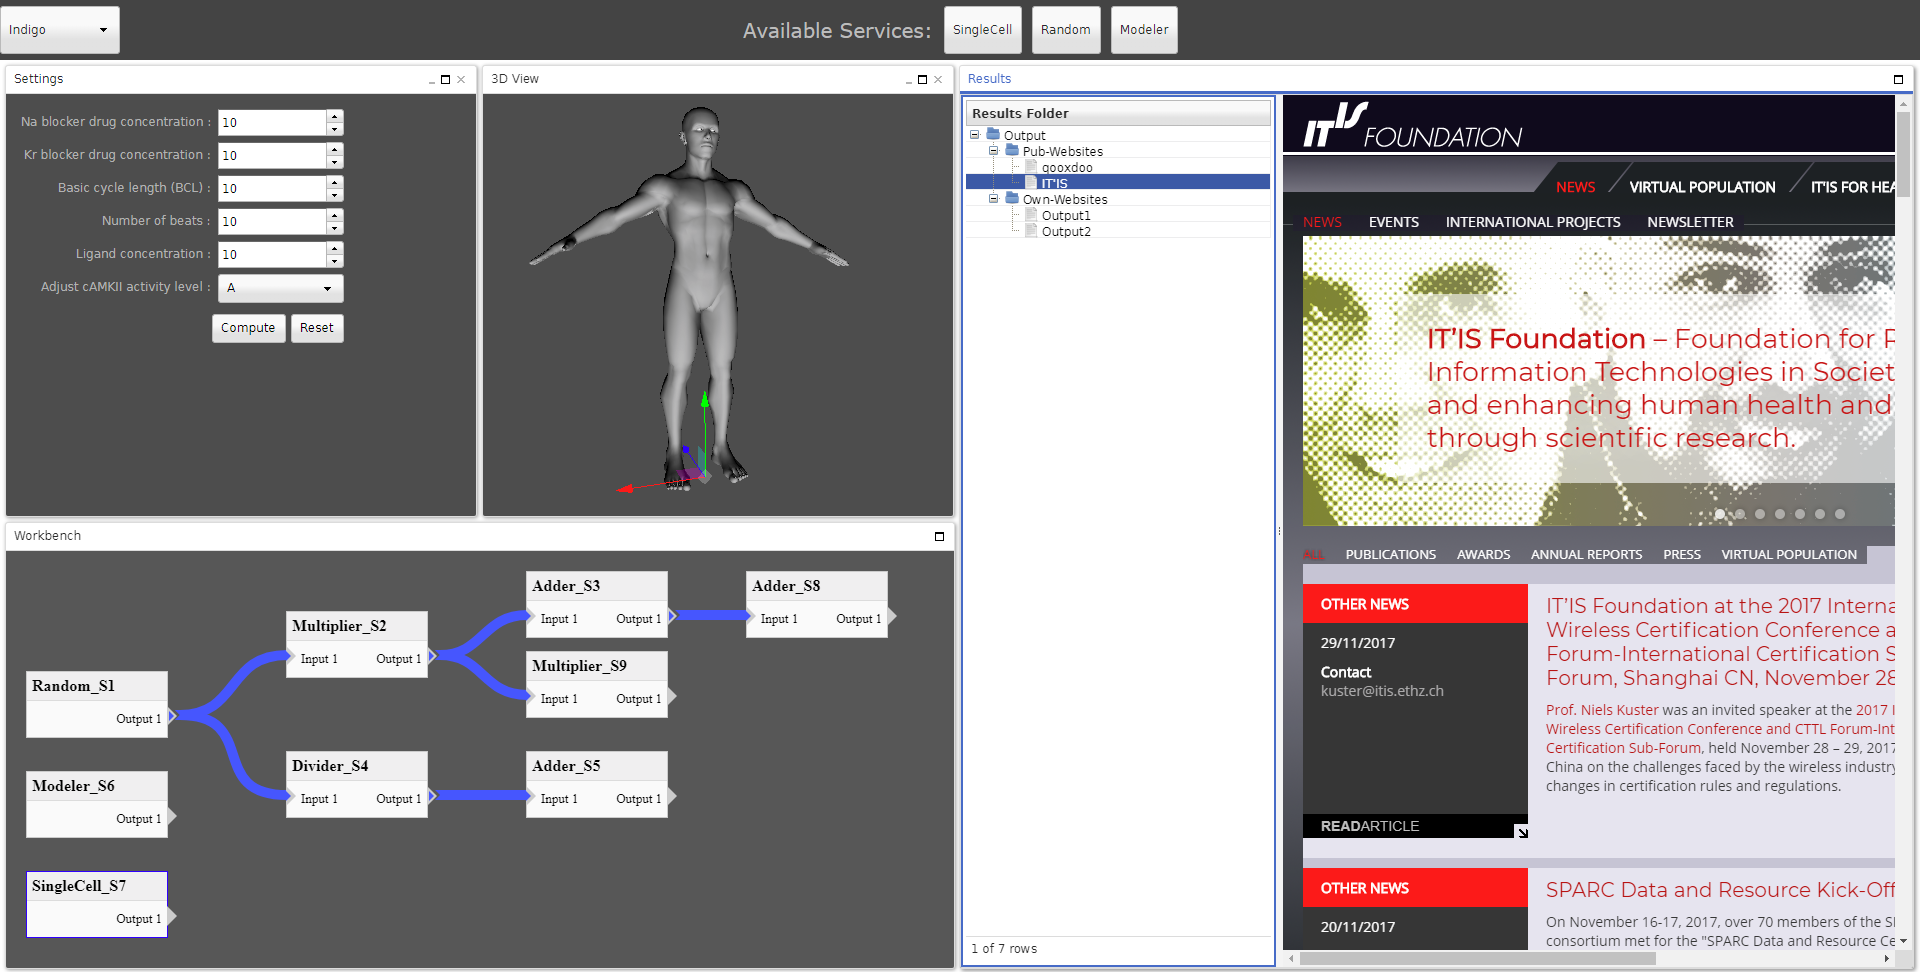 Indigo
Available Services:
SingleCell
Random
Modeler
Settings
Na blocker drug concentration : 10
Kr blocker drug concentration : 10
Basic cycle length (BCL) : 10
Number of beats : 10
Ligand concentration : 10
Adjust cAMKII activity level : A
Compute
Reset
3D View
Workbench
Random_S1
Output 1
Modeler_S6
Output 1
SingleCell_S7
Output 1
Multiplier_S2
Input 1 Output 1
Divider_S4
Input 1 Output 1
Adder_S3
Input 1 Output 1
Multiplier_S9
Input 1 Output 1
Adder_S5
Input 1 Output 1
Adder_S8
Input 1 Output 1
Results
Results Folder
Output
Pub-Websites
qooxdoo
IT'IS
Own-Websites
Output1
Output2
1 of 7 rows
IT'IS FOUNDATION
NEWS VIRTUAL POPULATION IT'IS FOR HEA
NEWS EVENTS INTERNATIONAL PROJECTS NEWSLETTER
IT'IS Foundation – Foundation for R
Information Technologies in Societ
and enhancing human health and
through scientific research.
ALL PUBLICATIONS AWARDS ANNUAL REPORTS PRESS VIRTUAL POPULATION
OTHER NEWS
29/11/2017
Contact
kuster@itis.ethz.ch
READARTICLE
IT'IS Foundation at the 2017 Interna
Wireless Certification Conference a
Forum-International Certification S
Forum, Shanghai CN, November 28
Prof. Niels Kuster was an invited speaker at the 2017 I
Wireless Certification Conference and CTTL Forum-Int
Certification Sub-Forum, held November 28 – 29, 2017
China on the challenges faced by the wireless industry
changes in certification rules and regulations.
OTHER NEWS
20/11/2017
SPARC Data and Resource Kick-Off
On November 16-17, 2017, over 70 members of the SI
consortium met for the "SPARC Data and Resource Ce